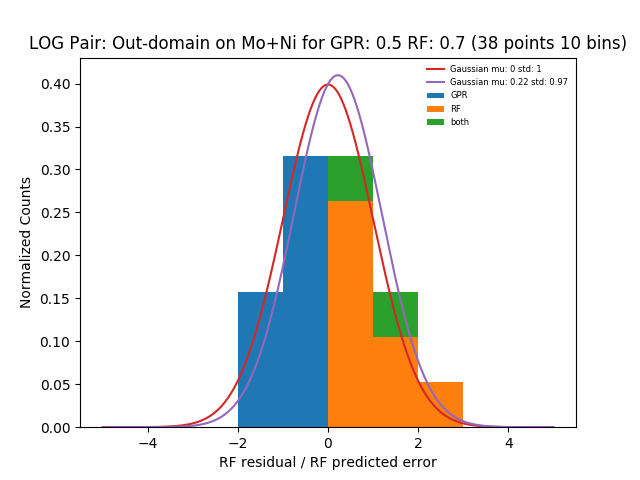 LOG Pair: Out-domain on Mo+Ni for GPR: 0.5 RF: 0.7 (38 points 10 bins)
Gaussian mu: 0 std: 1
Gaussian mu: 0.22 std: 0.97
GPR
RF
both
Normalized Counts
0.40
0.35
0.30
0.25
0.20
0.15
0.10
0.05
0.00
−4 −2 0 2 4
RF residual / RF predicted error